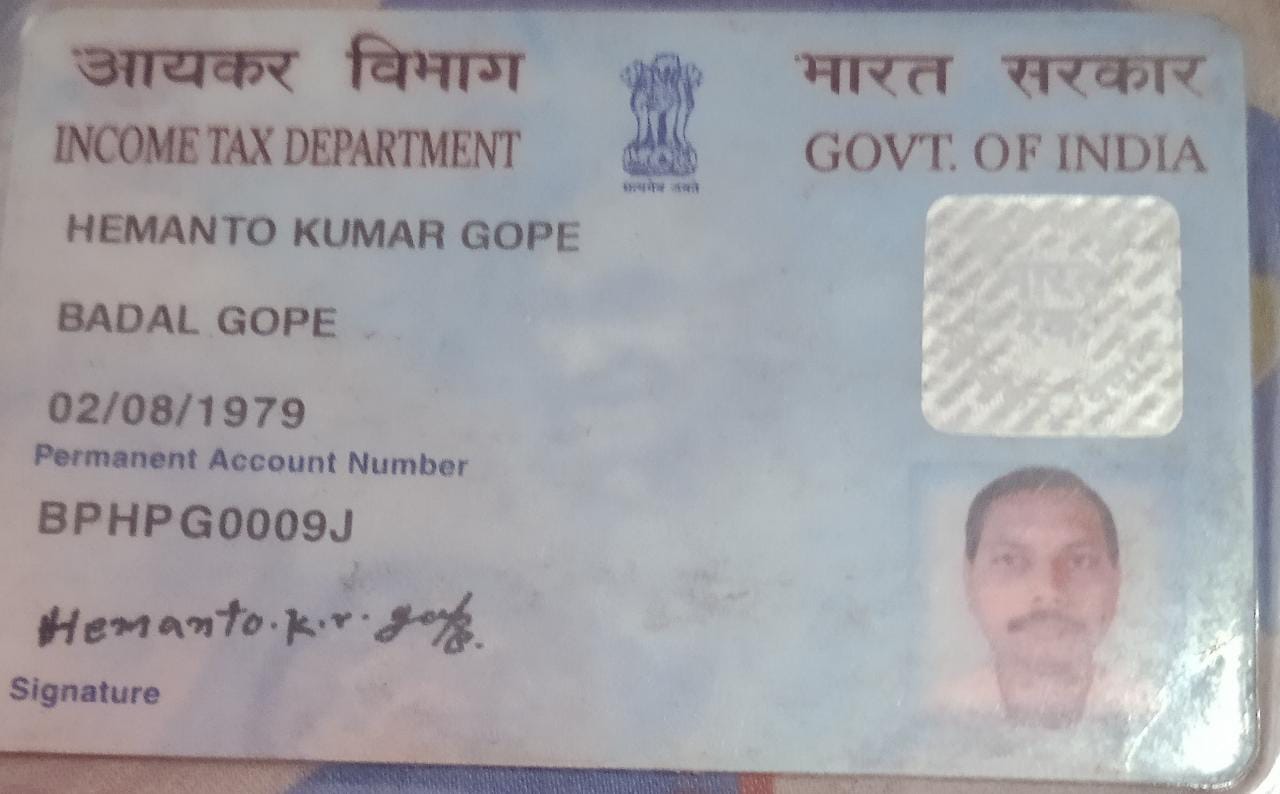 आयकर विभाग
भारत सरकार
INCOME TAX DEPARTMENT
GOVT. OF INDIA
सत्यमेव जयते
HEMANTO KUMAR GOPE
BADAL GOPE
02/08/1979
Permanent Account Number
BPHPG0009J
Hemanto.k.r.
Signature